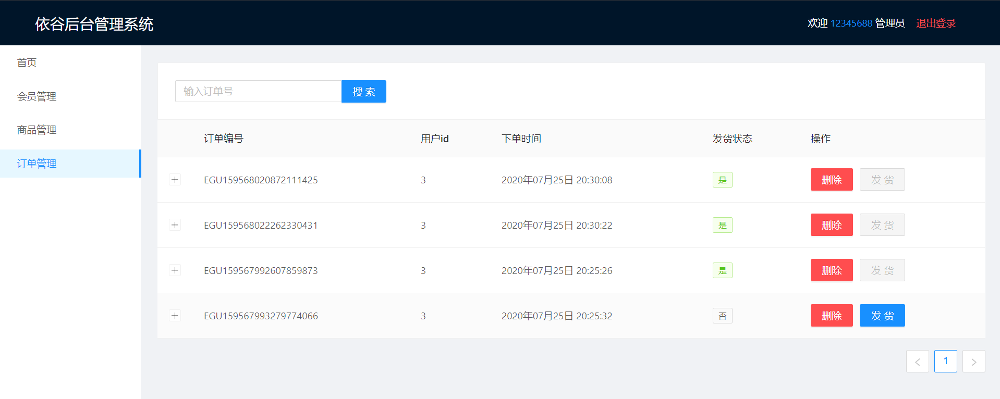 依谷后台管理系统
欢迎 12345688 管理员 退出登录
首页
会员管理
商品管理
订单管理
输入订单号 搜 索
订单编号 用户id 下单时间 发货状态 操作
EGU159568020872111425 3 2020年07月25日 20:30:08 是 删除 发 货
EGU159568022262330431 3 2020年07月25日 20:30:22 是 删除 发 货
EGU159567992607859873 3 2020年07月25日 20:25:26 是 删除 发 货
EGU159567993279774066 3 2020年07月25日 20:25:32 否 删除 发 货
1